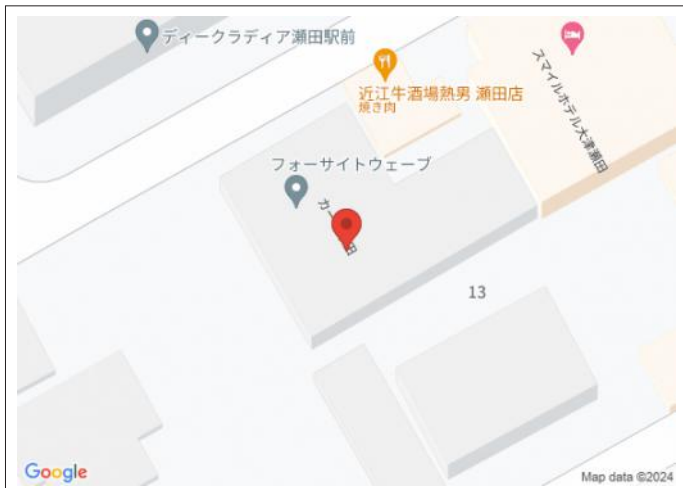 ディークラディア瀬田駅前
近江牛酒場熱男 瀬田店
焼き肉
スマイルホテル大津瀬田
フォーサイトウェーブ
13
Google
Map data ©2024